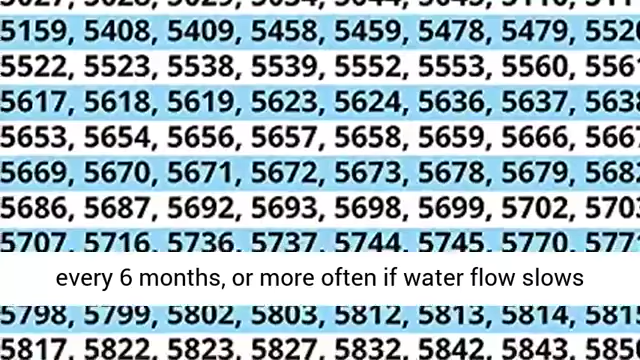 5159, 5408, 5409, 5458, 5459, 5478, 5479,
5522, 5523, 5538, 5539, 5552, 5553, 5560,
5617, 5618, 5619, 5623, 5624, 5636, 5637,
5653, 5654, 5656, 5657, 5658, 5659, 5666,
5669, 5670, 5671, 5672, 5673, 5678, 5679,
5686, 5687, 5692, 5693, 5698, 5699, 5702,
5707, 5716, 5736, 5737, 5744, 5745, 5770,
every 6 months, or more often if water flow slows
5798, 5799, 5802, 5803, 5812, 5813, 5814,
5817, 5822, 5823, 5827, 5832, 5842, 5843,